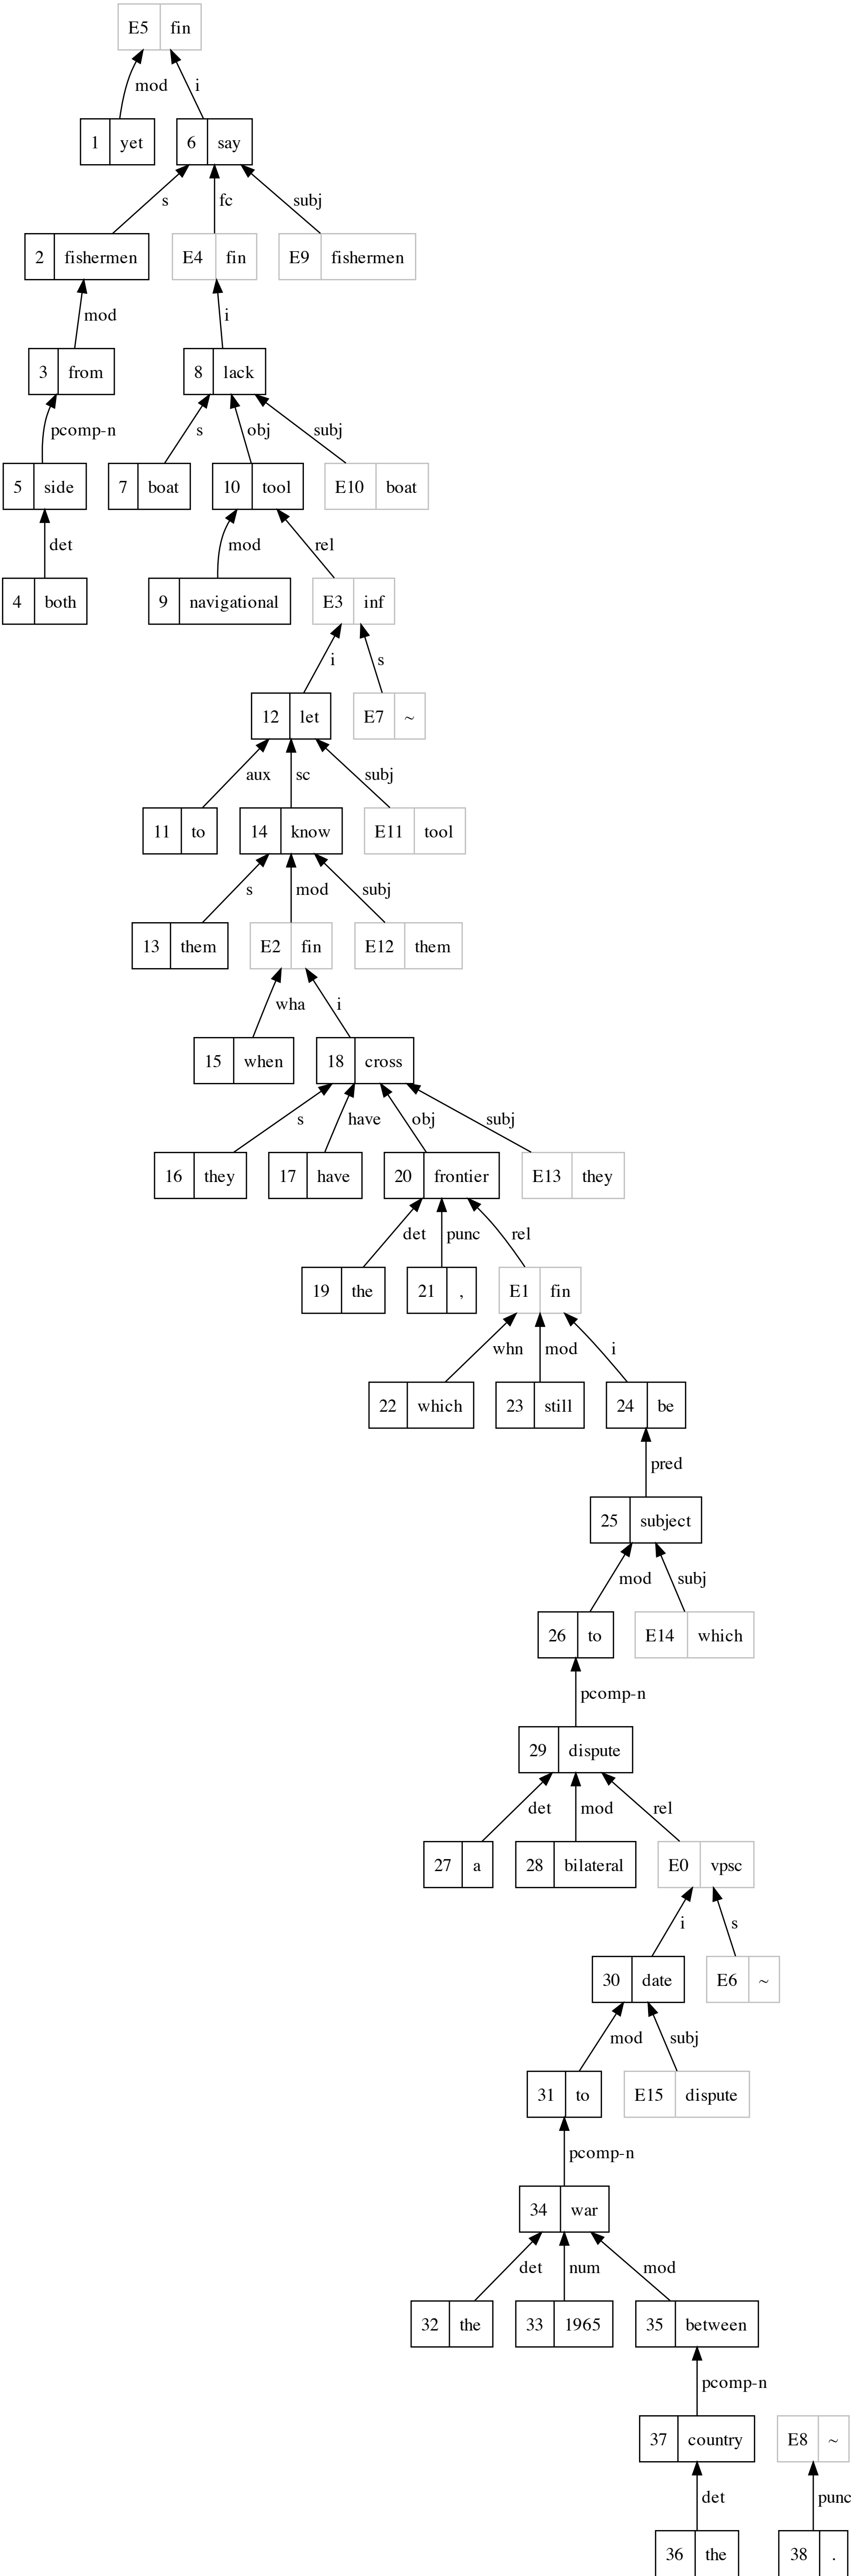 E5 fin
mod i
1 yet 6 say
s fc subj
2 fishermen E4 fin E9 fishermen
mod i
3 from 8 lack
pcomp-n s obj subj
5 side 7 boat 10 tool E10 boat
det mod rel
4 both 9 navigational E3 inf
i s
12 let E7 ~
aux sc subj
11 to 14 know E11 tool
s mod subj
13 them E2 fin E12 them
wha i
15 when 18 cross
s have obj subj
16 they 17 have 20 frontier E13 they
det punc rel
19 the 21 , E1 fin
whn mod i
22 which 23 still 24 be
pred
25 subject
mod subj
26 to E14 which
pcomp-n
29 dispute
det mod rel
27 a 28 bilateral E0 vpsc
i s
30 date E6 ~
mod subj
31 to E15 dispute
pcomp-n
34 war
det num mod
32 the 33 1965 35 between
pcomp-n
37 country E8 ~
det punc
36 the 38 .